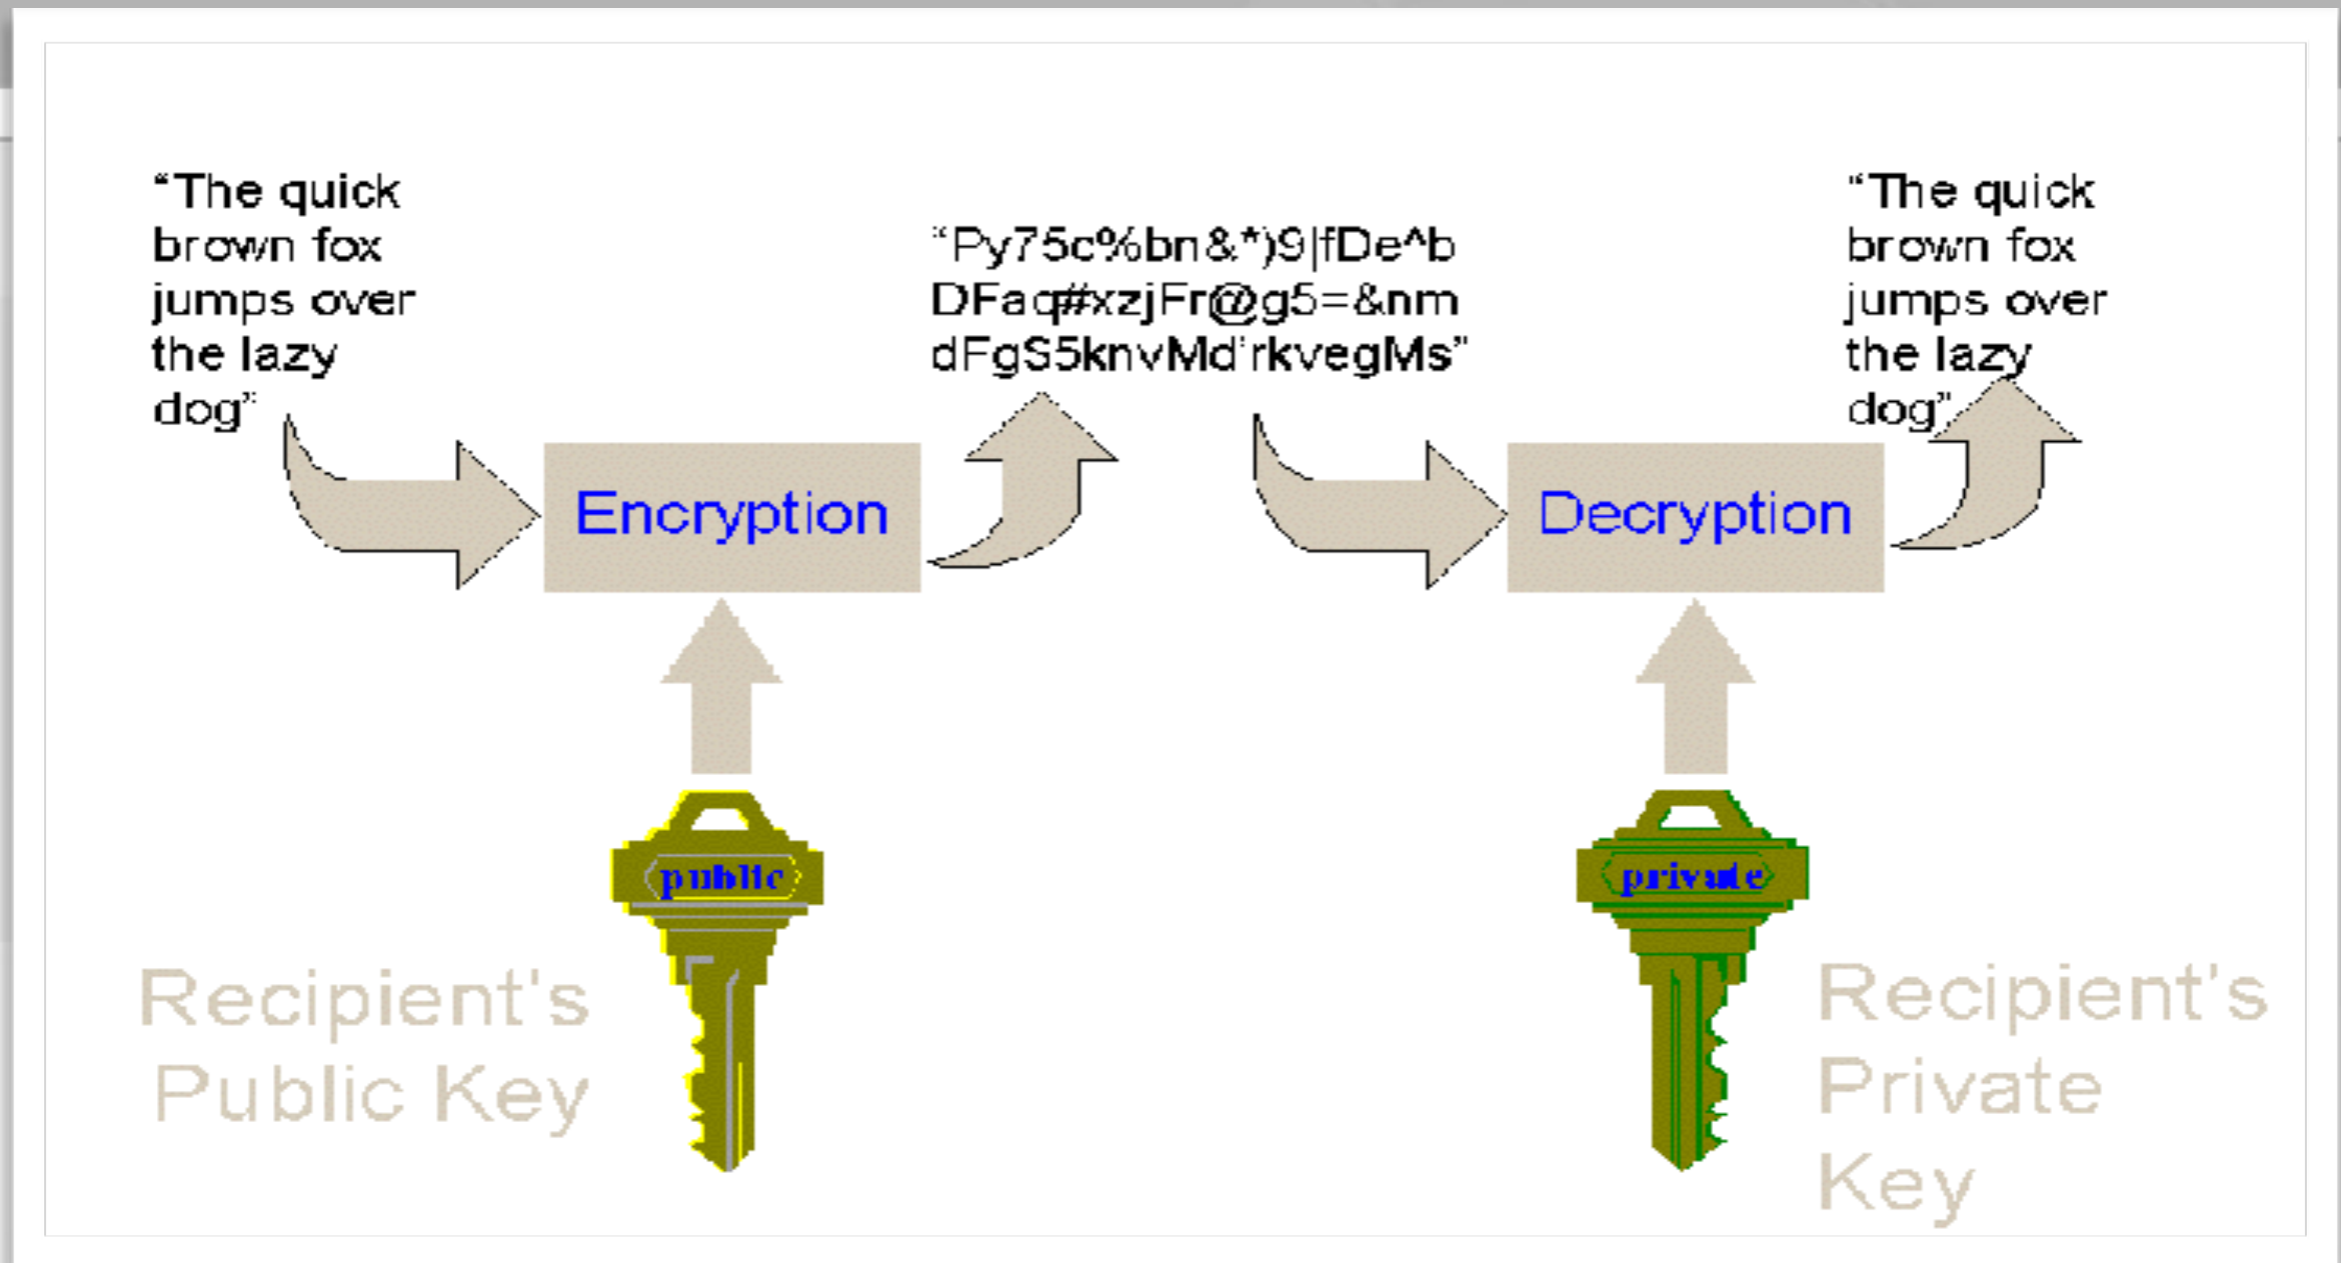 “The quick
brown fox
jumps over
the lazy
dog”
“Py75c%bn&*)9|fDe^b
DFaq#xzjFr@g5=&nm
dFgS5knvMd’rkvegMs”
“The quick
brown fox
jumps over
the lazy
dog”
Encryption
Decryption
public
private
Recipient's
Public Key
Recipient's
Private
Key